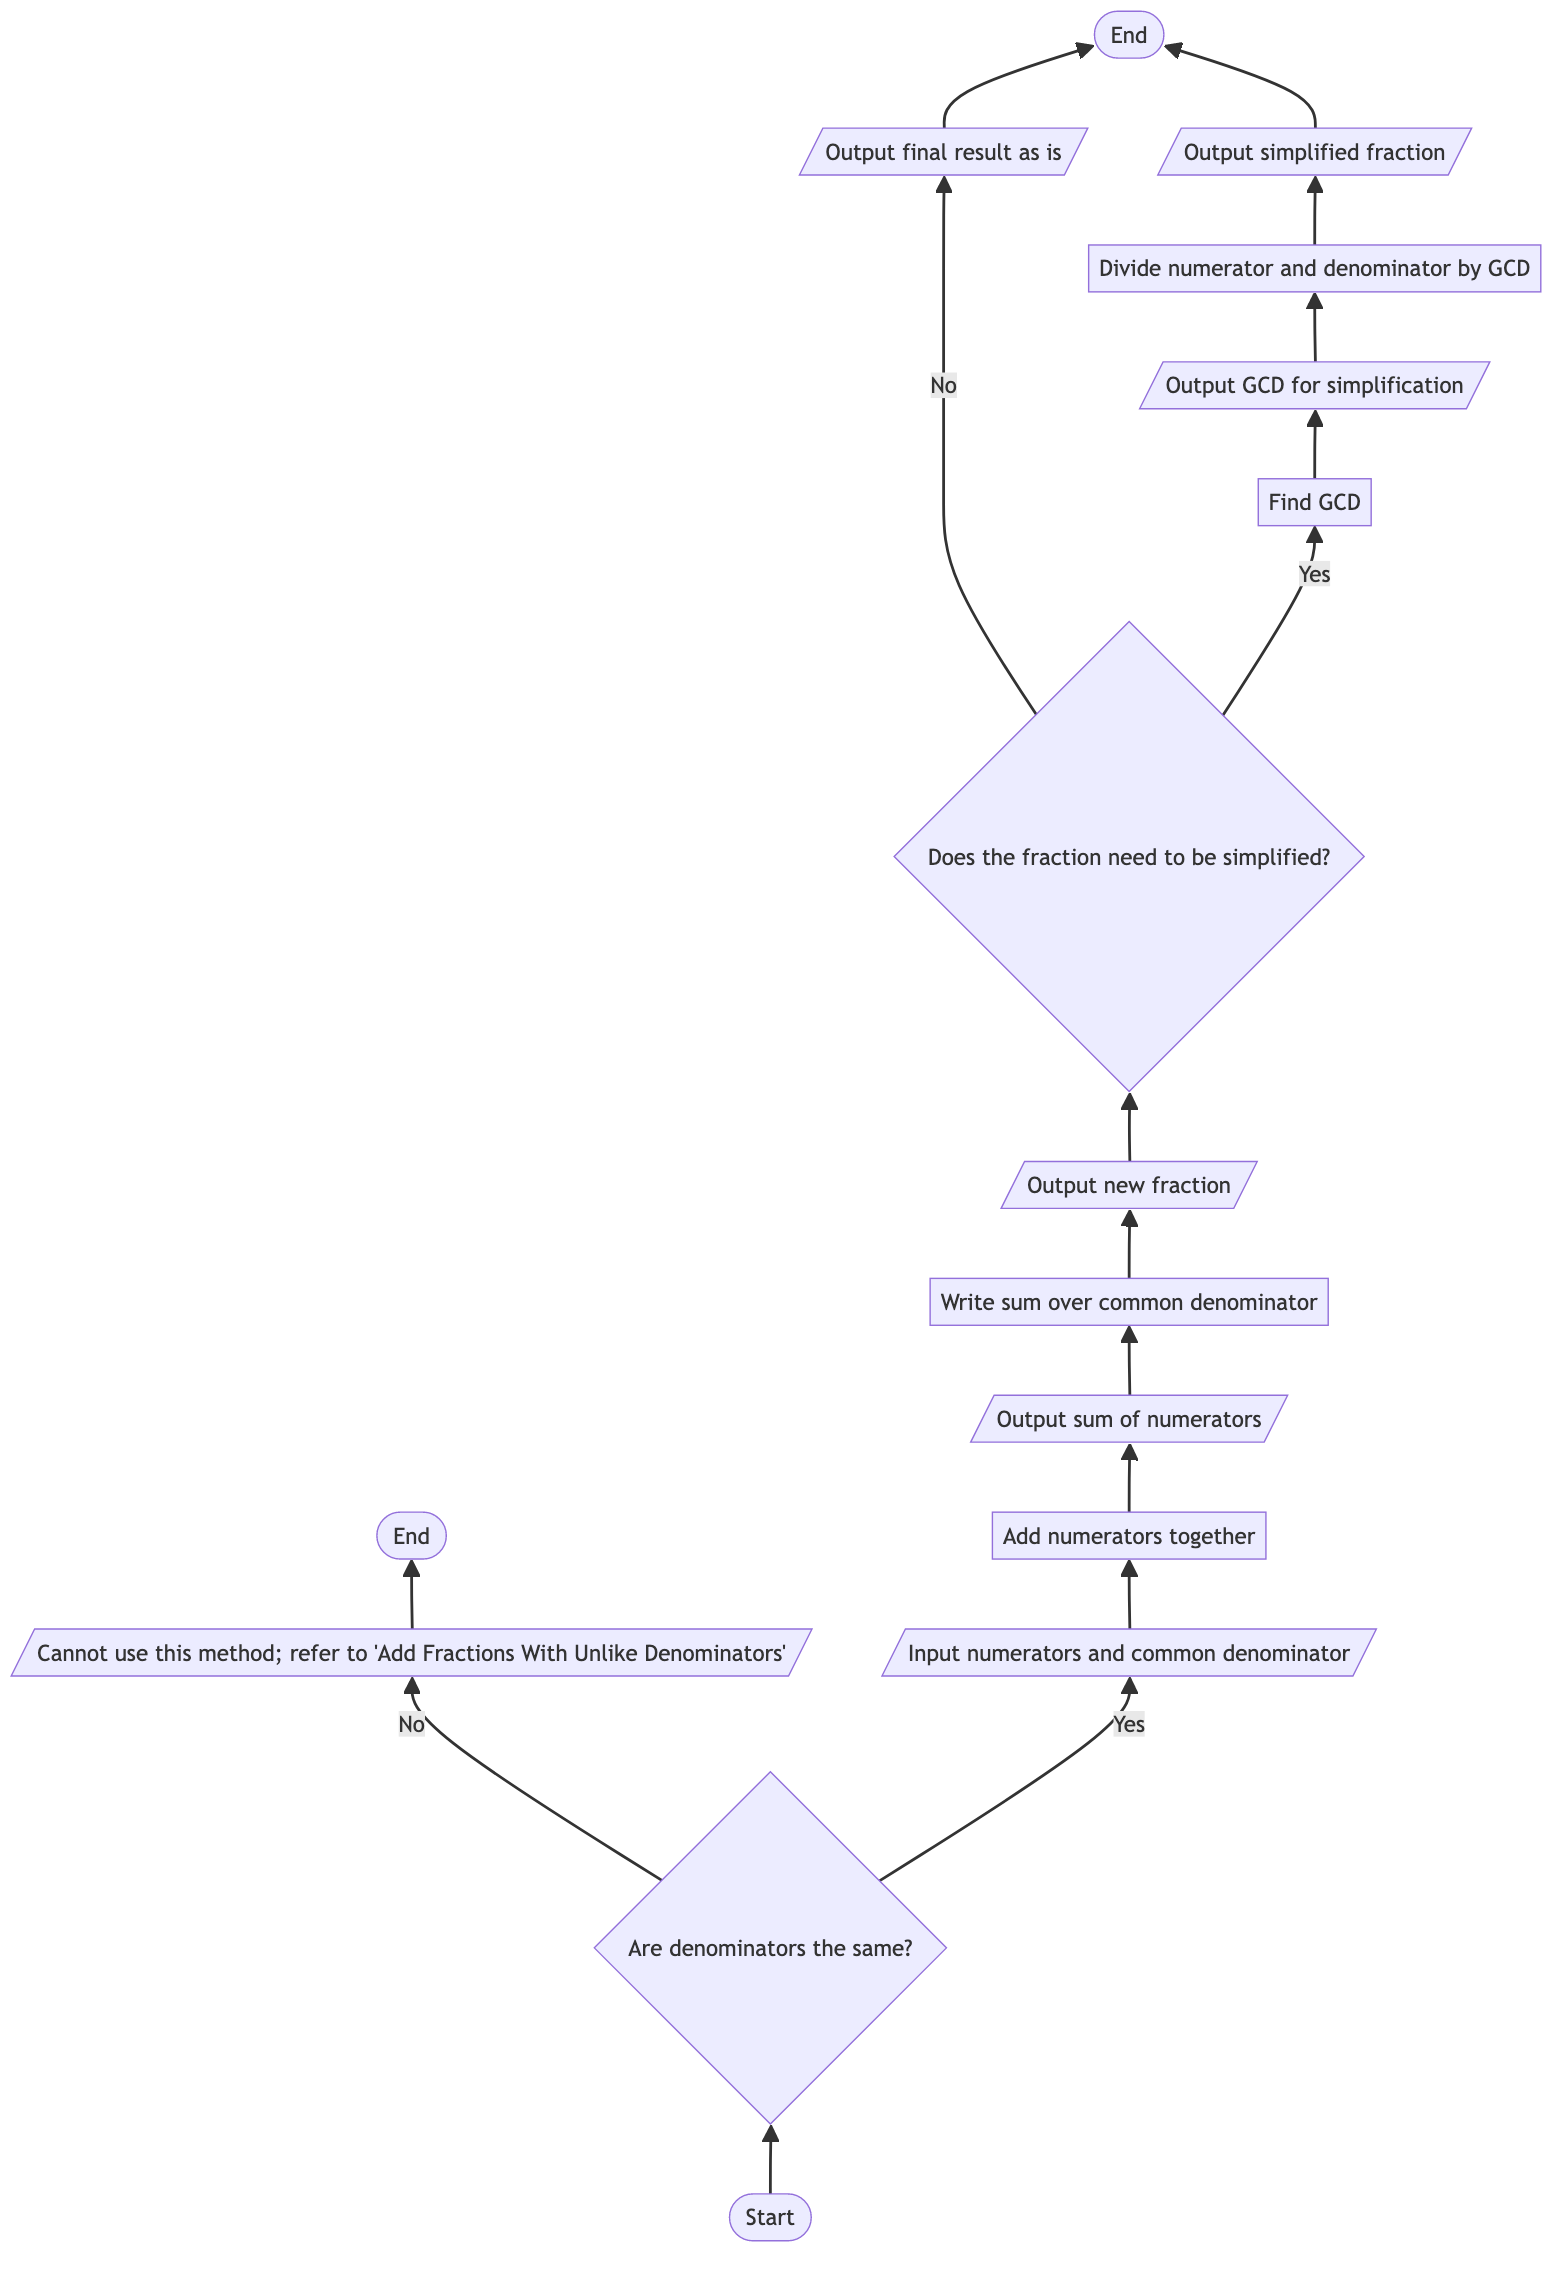 End
Output final result as is
Output simplified fraction
Divide numerator and denominator by GCD
No
Output GCD for simplification
Find GCD
Yes
Does the fraction need to be simplified?
Output new fraction
Write sum over common denominator
Output sum of numerators
End
Add numerators together
Cannot use this method; refer to 'Add Fractions With Unlike Denominators'
Input numerators and common denominator
No
Yes
Are denominators the same?
Start